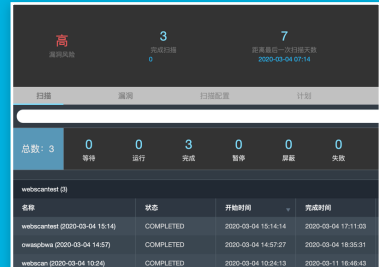 高
漏洞风险
3
完成扫描
0
7
距离最后一次扫描天数
2020-03-04 07:14
扫描 漏洞 扫描配置 计划
总数: 3
0 0 3 0 0 0
等待 运行 完成 暂停 屏蔽 失败
webscantest (3)
名称 状态 开始时间 完成时间
webscantest (2020-03-04 15:14) COMPLETED 2020-03-04 15:14:14 2020-03-04 17:11:03
owaspbwa (2020-03-04 14:57) COMPLETED 2020-03-04 14:57:27 2020-03-04 18:35:31
webscan (2020-03-04 10:24) COMPLETED 2020-03-04 10:24:13 2020-03-11 16:46:43